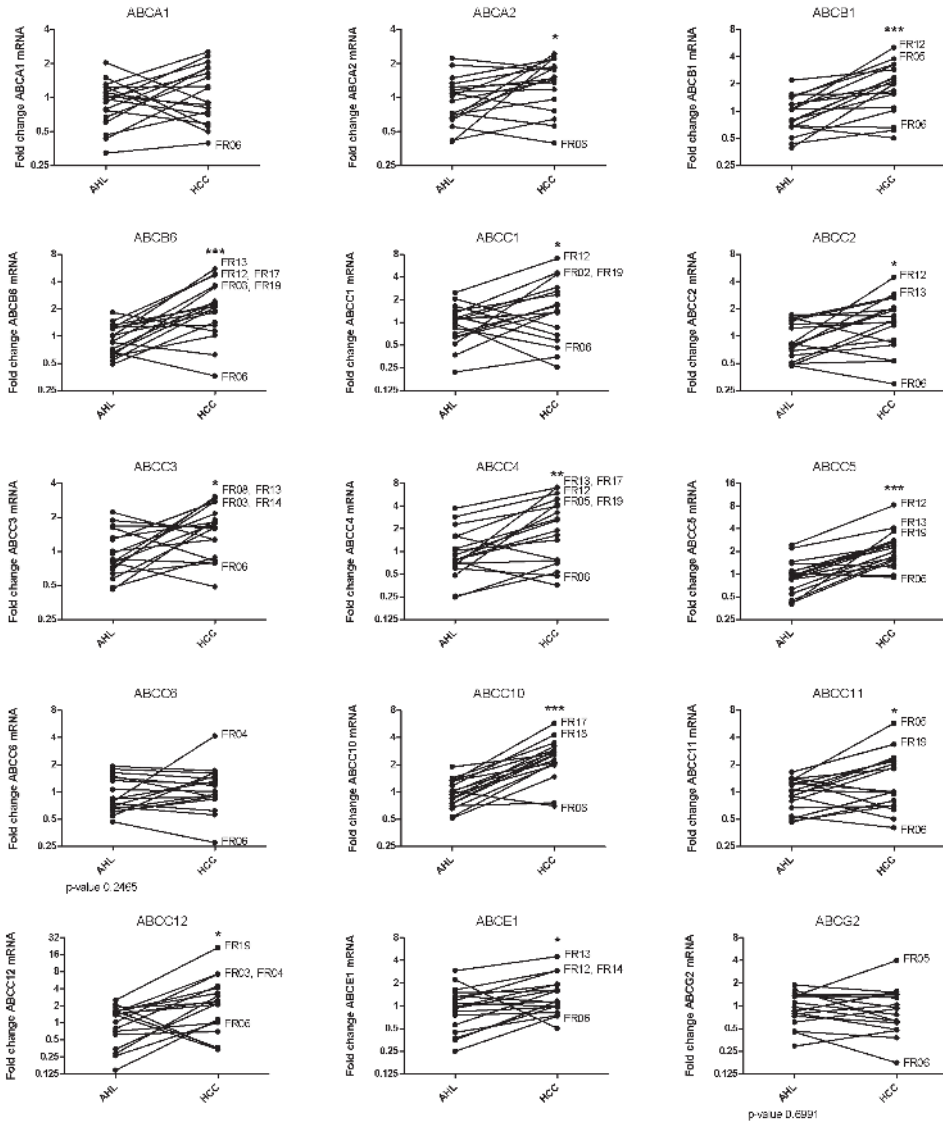 ABCA1
Fold change ABCA1 mRNA
4
2
1
0.5
0.25
AHL
HCC
FR06
ABCA2
Fold change ABCA2 mRNA
4
2
1
0.5
0.25
AHL
HCC
*
FR06
ABCB1
Fold change ABCB1 mRNA
8
4
2
1
0.5
0.25
AHL
HCC
***
FR12
FR05
FR06
ABCB6
Fold change ABCB6 mRNA
8
4
2
1
0.5
0.25
AHL
HCC
***
FR13
FR12, FR17
FR03, FR19
FR06
ABCC1
Fold change ABCC1 mRNA
8
4
2
1
0.5
0.25
0.125
AHL
HCC
*
FR12
FR02, FR19
FR06
ABCC2
Fold change ABCC2 mRNA
8
4
2
1
0.5
0.25
AHL
HCC
*
FR12
FR13
FR06
ABCC3
Fold change ABCC3 mRNA
4
2
1
0.5
0.25
AHL
HCC
*
FR08, FR13
FR03, FR14
FR06
ABCC4
Fold change ABCC4 mRNA
8
4
2
1
0.5
0.25
0.125
AHL
HCC
**
FR13, FR17
FR12
FR05, FR19
FR06
ABCC5
Fold change ABCC5 mRNA
16
8
4
2
1
0.5
0.25
AHL
HCC
***
FR12
FR13
FR19
FR06
ABCC6
Fold change ABCC6 mRNA
8
4
2
1
0.5
0.25
AHL
HCC
FR04
FR06
p-value 0.2465
ABCC10
Fold change ABCC10 mRNA
8
4
2
1
0.5
0.25
AHL
HCC
***
FR17
FR06
ABCC11
Fold change ABCC11 mRNA
8
4
2
1
0.5
0.25
AHL
HCC
*
FR05
FR19
FR06
ABCC12
Fold change ABCC12 mRNA
32
16
8
4
2
1
0.5
0.25
0.125
AHL
HCC
*
FR19
FR03, FR04
FR06
ABCE1
Fold change ABCE1 mRNA
8
4
2
1
0.5
0.25
0.125
AHL
HCC
*
FR13
FR12, FR14
FR06
ABCG2
Fold change ABCG2 mRNA
8
4
2
1
0.5
0.25
0.125
AHL
HCC
FR05
FR06
p-value 0.6991